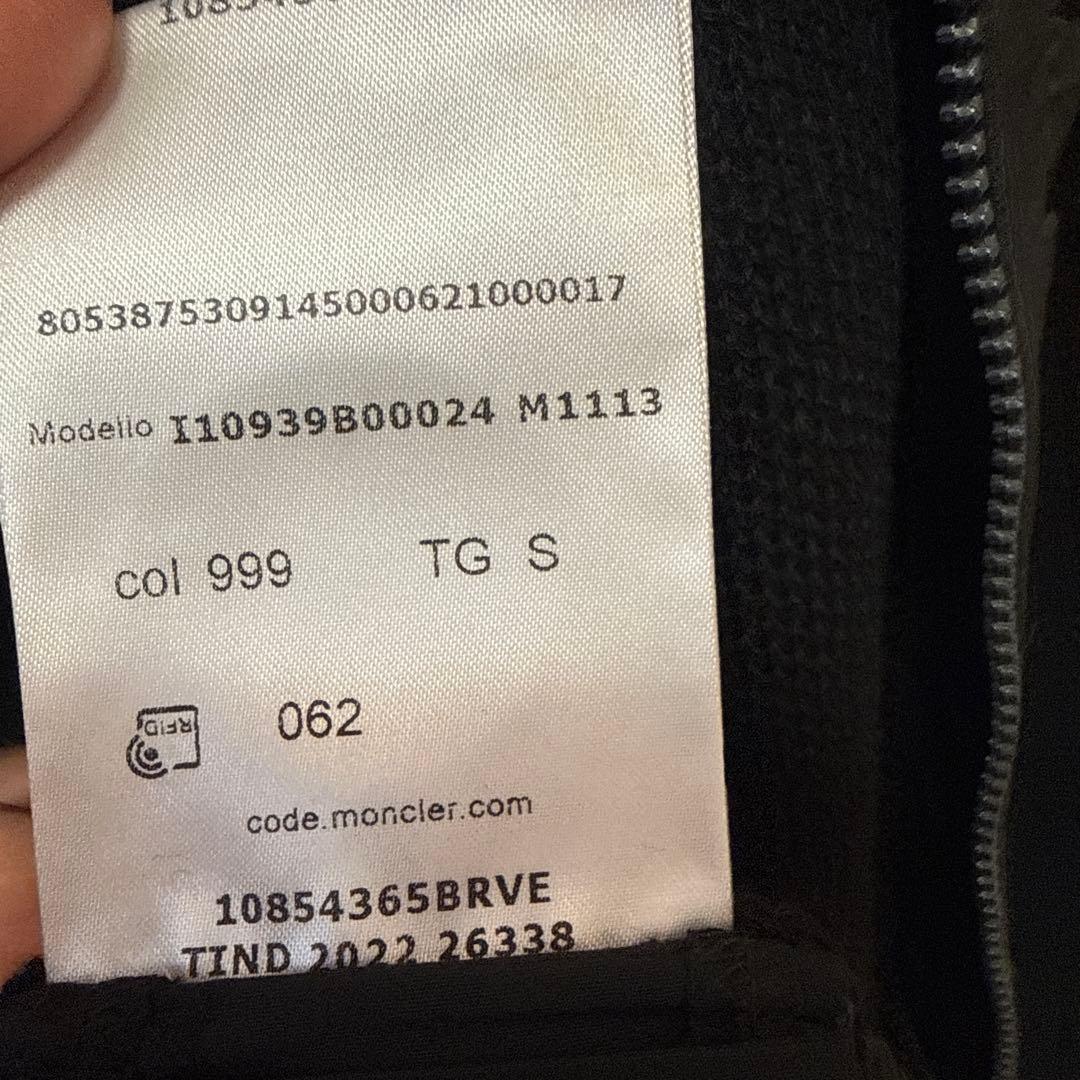 8053875309145000621000017
Modello I10939B00024 M1113
col 999 TG S
RFID 062
code.moncler.com
10854365BRVE
TIND 2022 26338